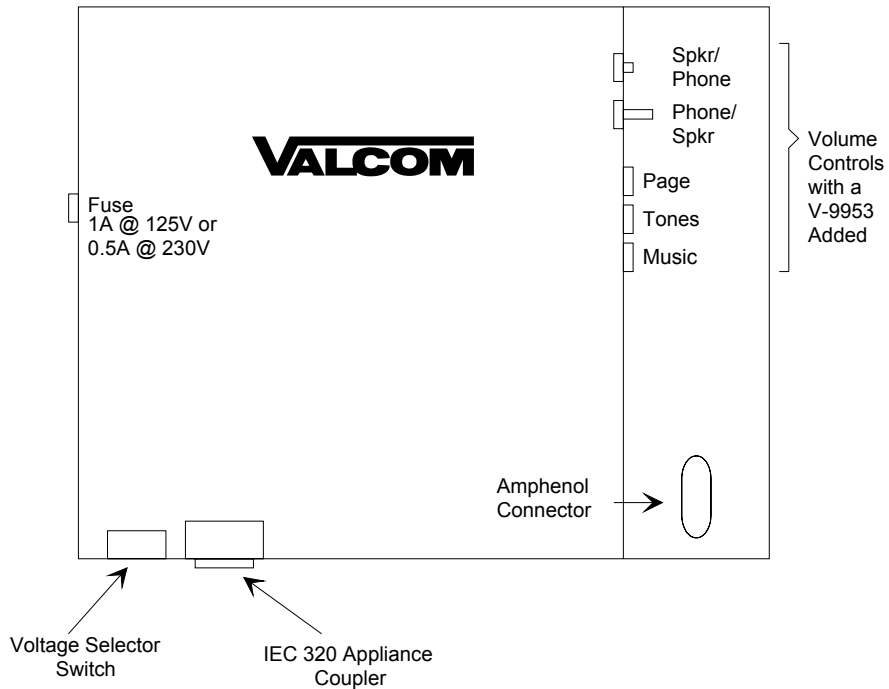 Spkr/
Phone
Phone/
Spkr
Volume
Controls
with a
V-9953
Added
VALCOM
Page
Fuse
1A @ 125V or
0.5A @ 230V
Tones
Music
Amphenol
Connector
Voltage Selector
Switch
IEC 320 Appliance
Coupler